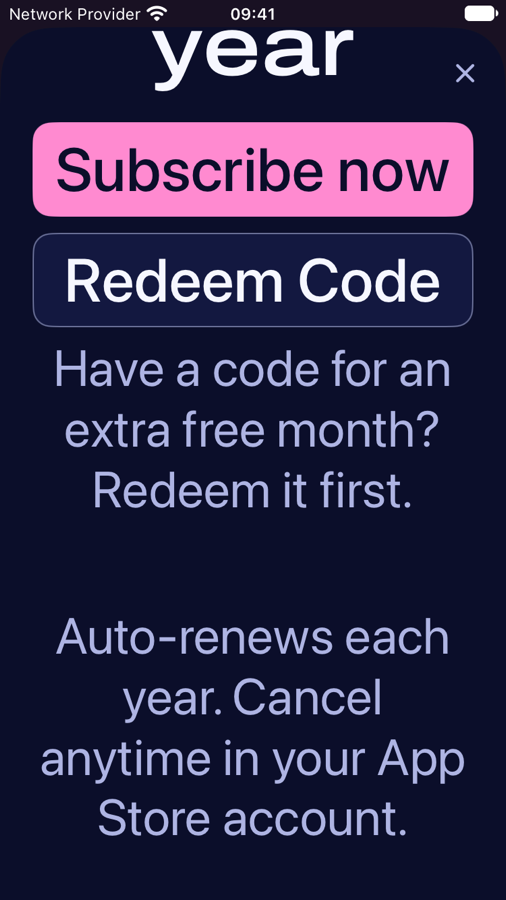 Network Provider 09:41
year
Subscribe now
Redeem Code
Have a code for an
extra free month?
Redeem it first.
Auto-renews each
year. Cancel
anytime in your App
Store account.